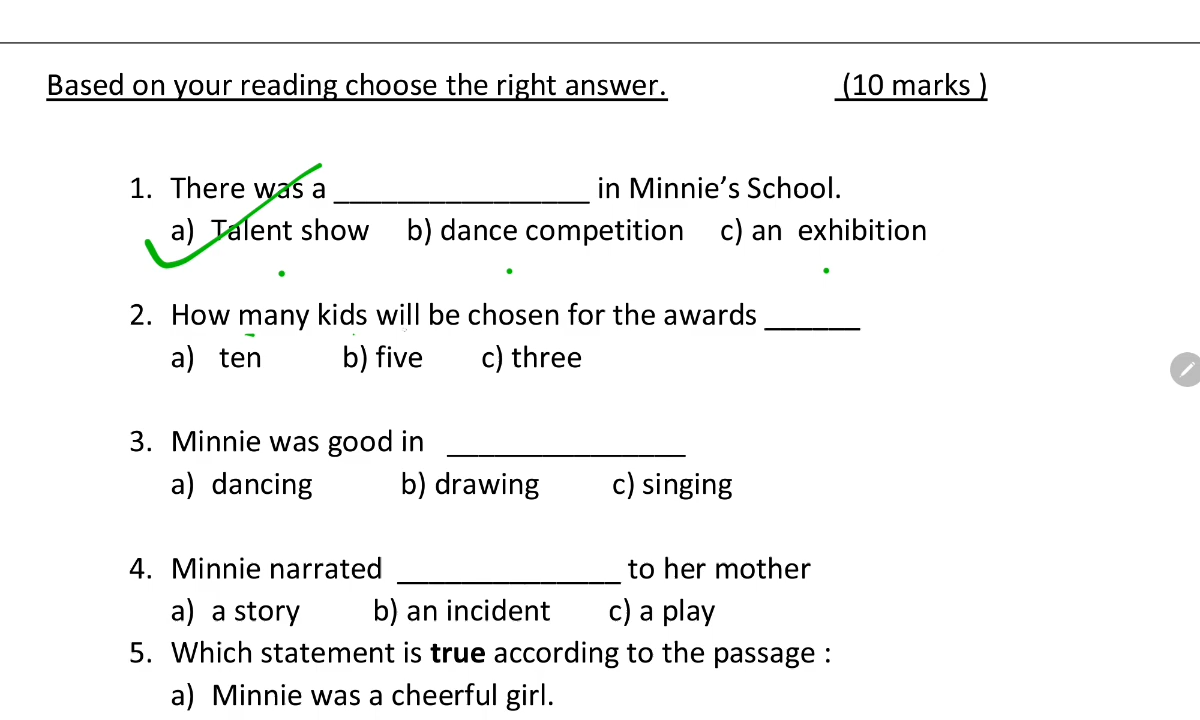 Based on your reading choose the right answer. (10 marks )
1. There was a ________________ in Minnie’s School.
a) Talent show b) dance competition c) an exhibition
2. How many kids will be chosen for the awards ______
a) ten b) five c) three
3. Minnie was good in _______________
a) dancing b) drawing c) singing
4. Minnie narrated ______________ to her mother
a) a story b) an incident c) a play
5. Which statement is true according to the passage :
a) Minnie was a cheerful girl.